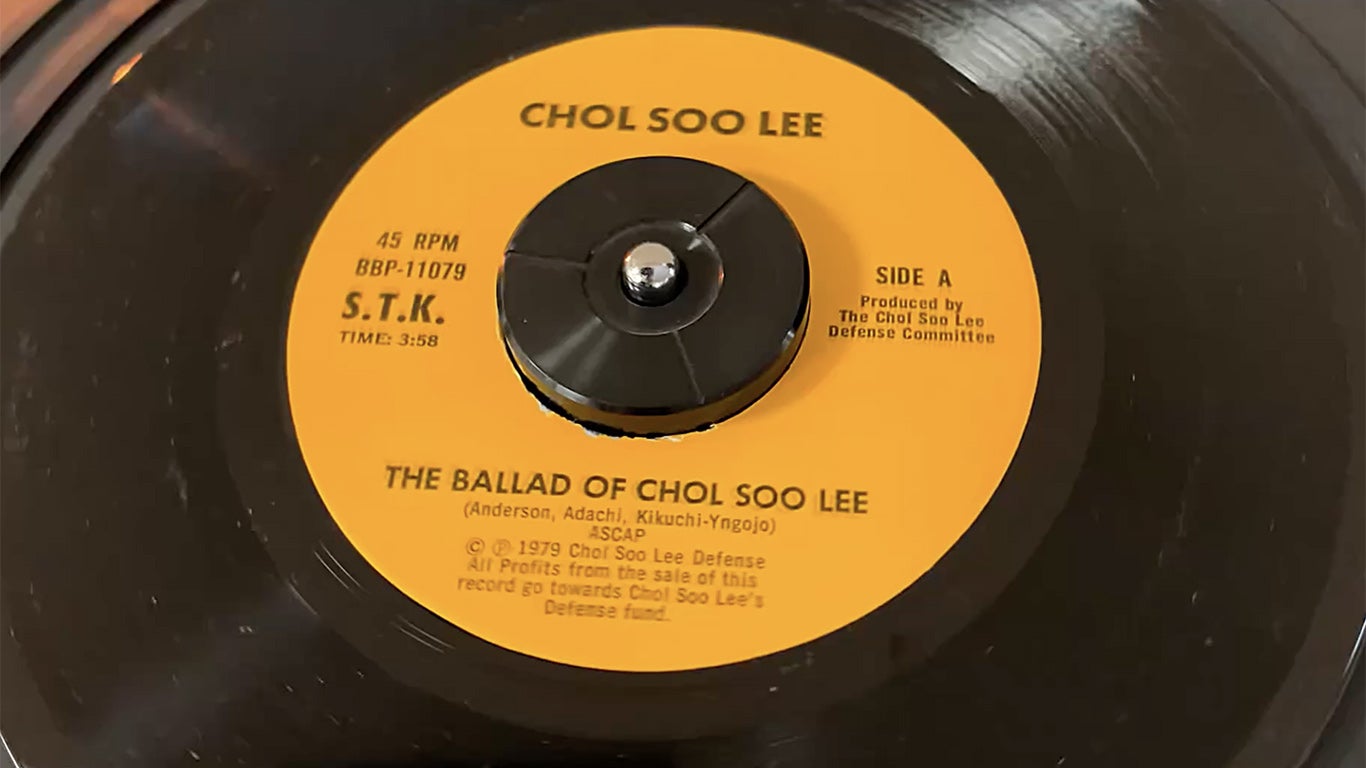 CHOL SOO LEE
45 RPM
BBP-11079
S.T.K.
TIME: 3:58
SIDE A
Produced by
The Chol Soo Lee
Defense Committee
THE BALLAD OF CHOL SOO LEE
(Anderson, Adachi, Kikuchi-Yngojo)
ASCAP
© ℗ 1979 Chol Soo Lee Defense
All Profits from the sale of this
record go towards Chol Soo Lee's
Defense fund.